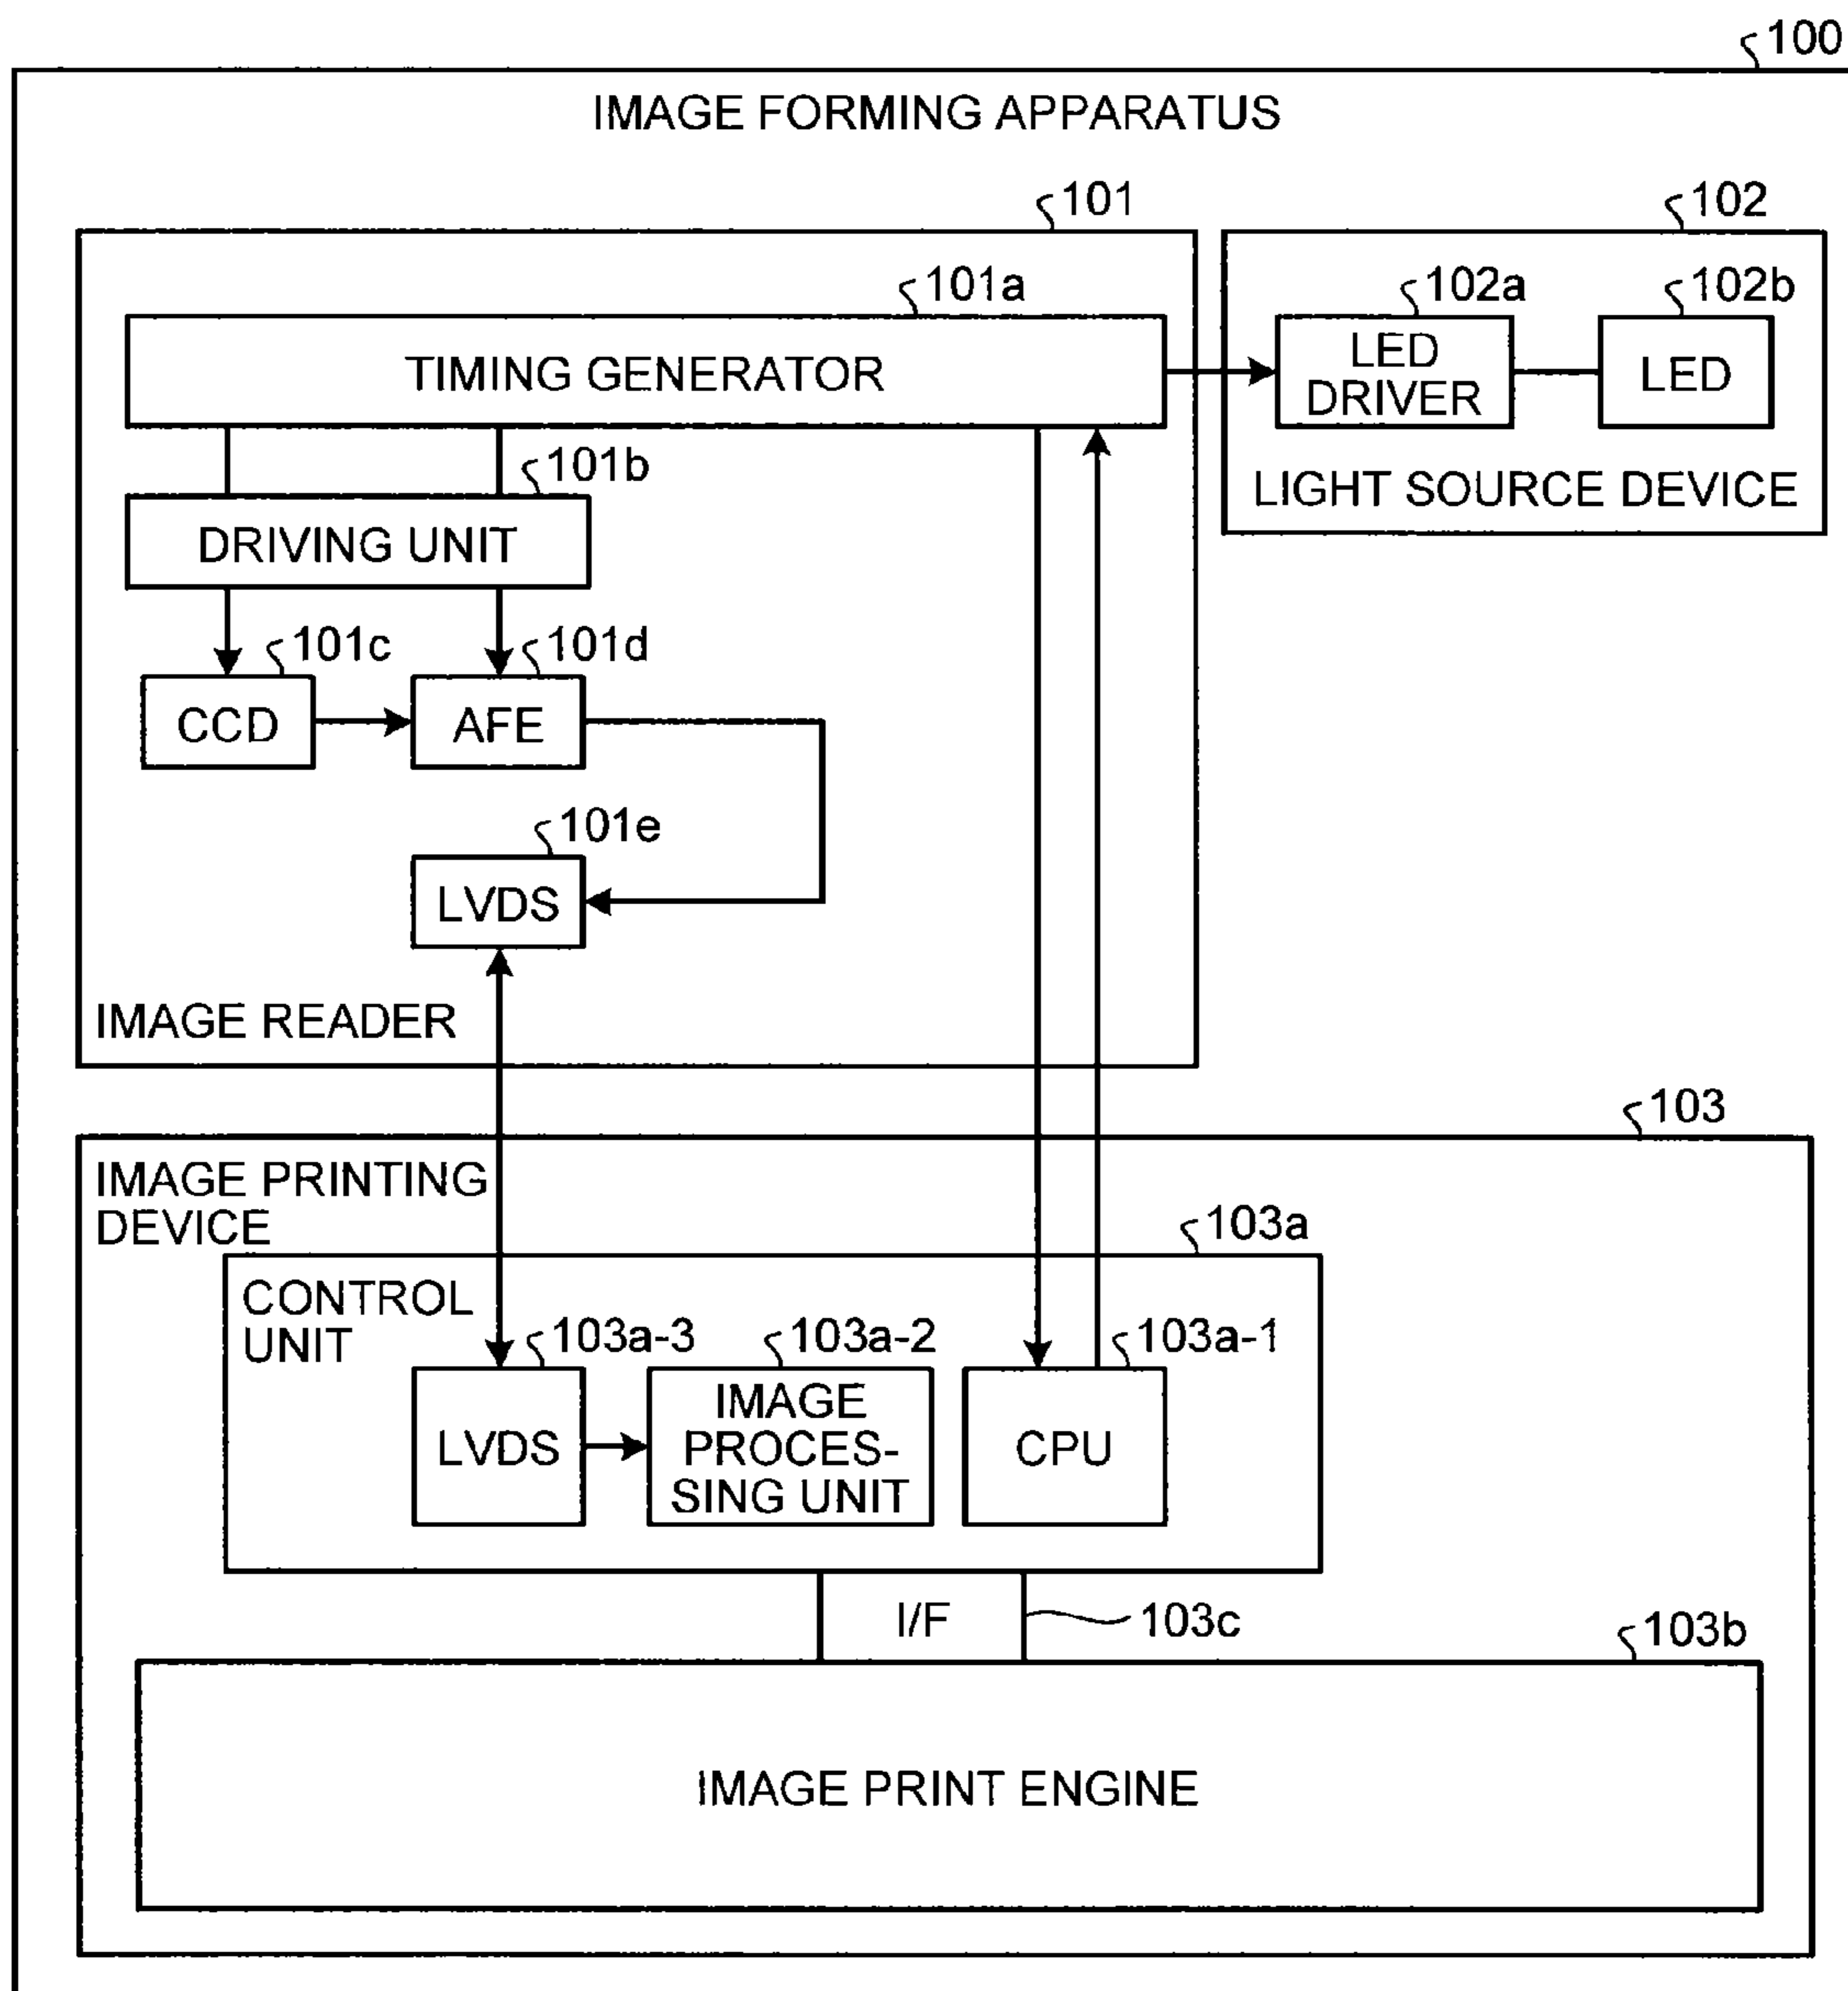 100
IMAGE FORMING APPARATUS
101
102
101a
102a
102b
TIMING GENERATOR
LED
DRIVER
LED
101b
LIGHT SOURCE DEVICE
DRIVING UNIT
101c
101d
CCD
AFE
101e
LVDS
IMAGE READER
103
IMAGE PRINTING
DEVICE
103a
CONTROL
UNIT
103a-3
103a-2
103a-1
LVDS
IMAGE
PROCES-
SING UNIT
CPU
I/F
103c
103b
IMAGE PRINT ENGINE